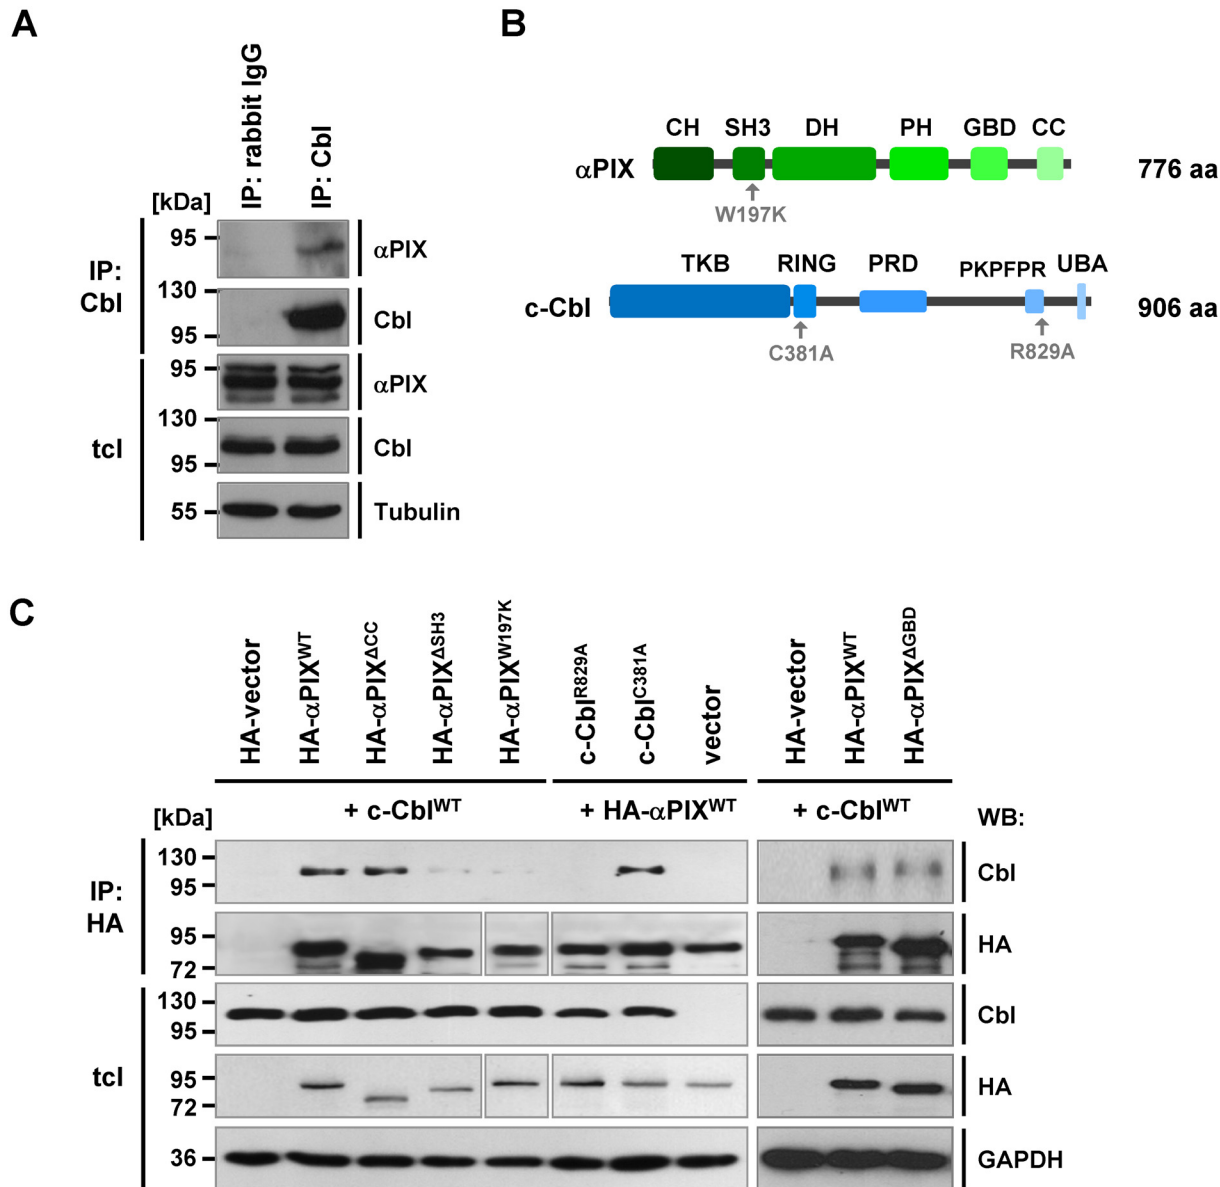 A
IP: rabbit IgG
IP: Cbl
[kDa]
IP:
Cbl
95
αPIX
130
95
Cbl
tcl
95
αPIX
130
95
Cbl
55
Tubulin
B
CH SH3 DH PH GBD CC
αPIX
776 aa
W197K
TKB RING PRD PKPFPR UBA
c-Cbl
906 aa
C381A
R829A
C
HA-vector
HA-αPIXWT
HA-αPIXΔCC
HA-αPIXΔSH3
HA-αPIXW197K
c-CblR829A
c-CblC381A
vector
HA-vector
HA-αPIXWT
HA-αPIXΔGBD
[kDa]
+ c-CblWT
+ HA-αPIXWT
+ c-CblWT
WB:
IP:
HA
130
95
Cbl
95
72
HA
tcl
130
95
Cbl
95
72
HA
36
GAPDH